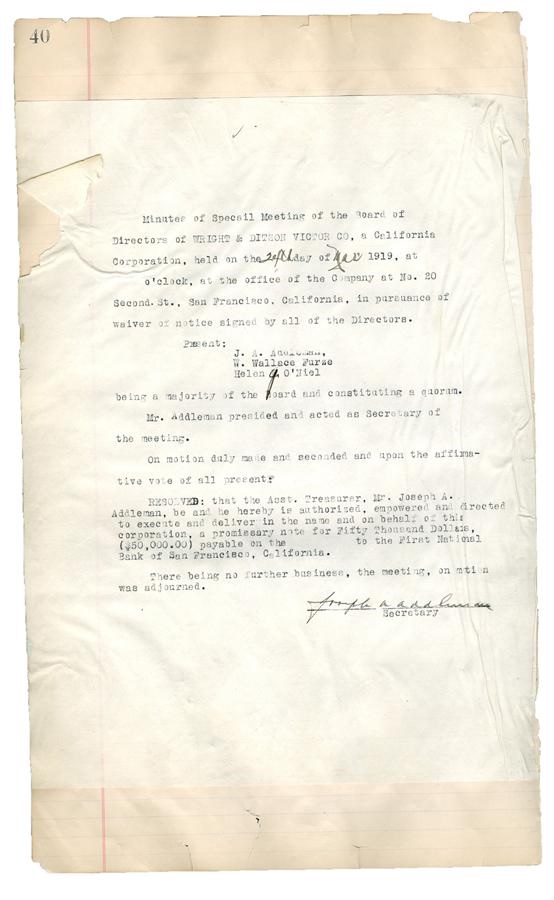 40
Minutes of Specail Meeting of the Board of
Directors of WRIGHT & DITSON VICTOR CO, a California
Corporation, held on the day of 1919, at
o'clock, at the office of the Company at No. 20
Second.St., San Francisco, California, in pursuance of
waiver of notice signed by all of the Directors.
Present:
J. A. Addleman,
W. Wallace Furze
Helen J. O'Niel
being a majority of the Board and constituting a quorum.
Mr. Addleman presided and acted as Secretary of
the meeting.
On motion duly made and seconded and upon the affirma-
tive vote of all present:
RESOLVED: that the Asst. Treasurer, Mr. Joseph A.
Addleman, be and he hereby is authorized, empowered and directed
to execute and deliver in the name and on behalf of this
corporation, a promissary note for Fifty Thousand Dollars,
($50,000.00) payable on the to the First National
Bank of San Francisco, California.
There being no further business, the meeting, on motion
was adjourned.
Joseph A Addleman
Secretary